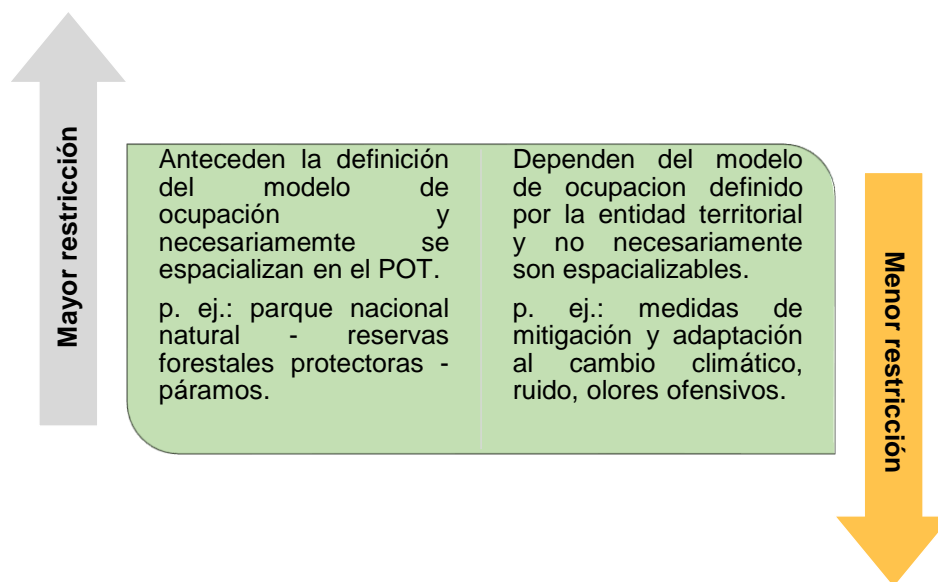 Mayor restricción
Anteceden la definición
del modelo de
ocupación y
necesariamemte se
espacializan en el POT.
p. ej.: parque nacional
natural - reservas
forestales protectoras -
páramos.
Dependen del modelo
de ocupacion definido
por la entidad territorial
y no necesariamente
son espacializables.
p. ej.: medidas de
mitigación y adaptación
al cambio climático,
ruido, olores ofensivos.
Menor restricción